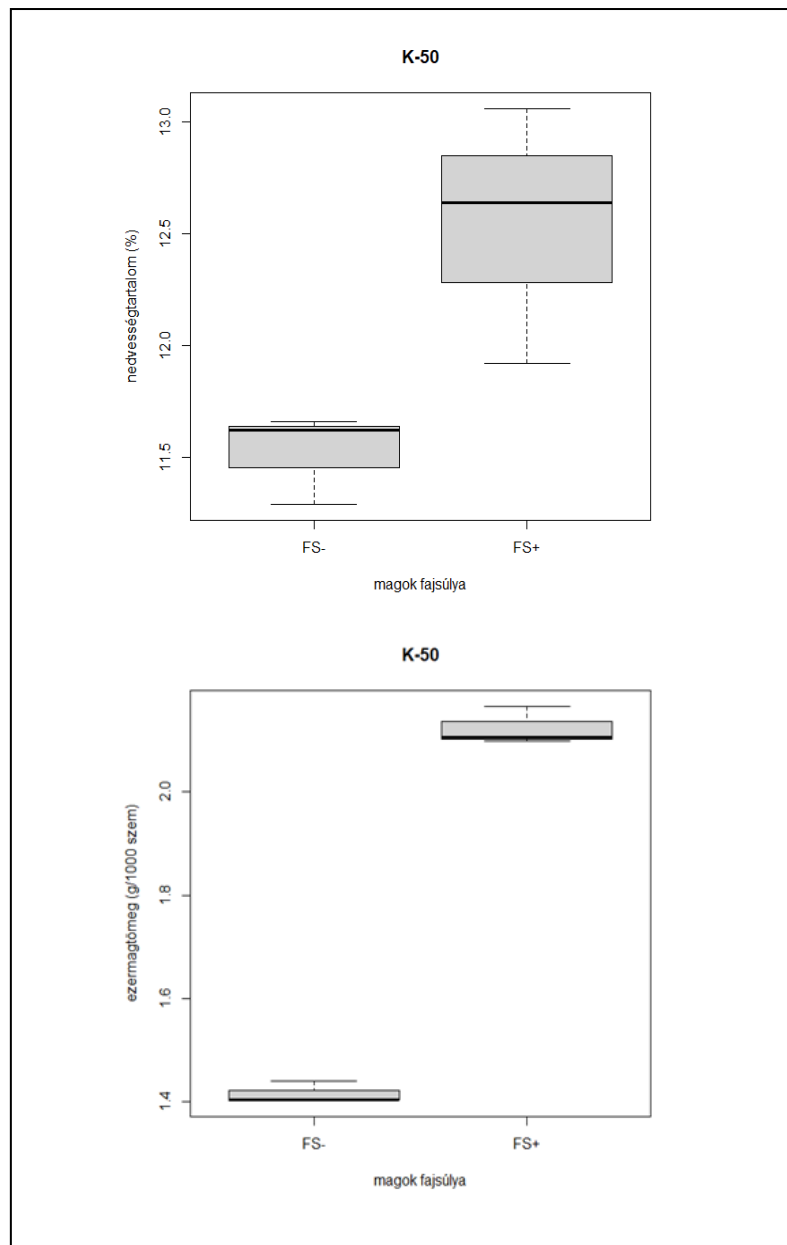 K-50
nedvességtartalom (%)
13.0
12.5
12.0
11.5
FS-
FS+
magok fajsúlya
K-50
ezermagtömeg (g/1000 szem)
2.0
1.8
1.6
1.4
FS-
FS+
magok fajsúlya